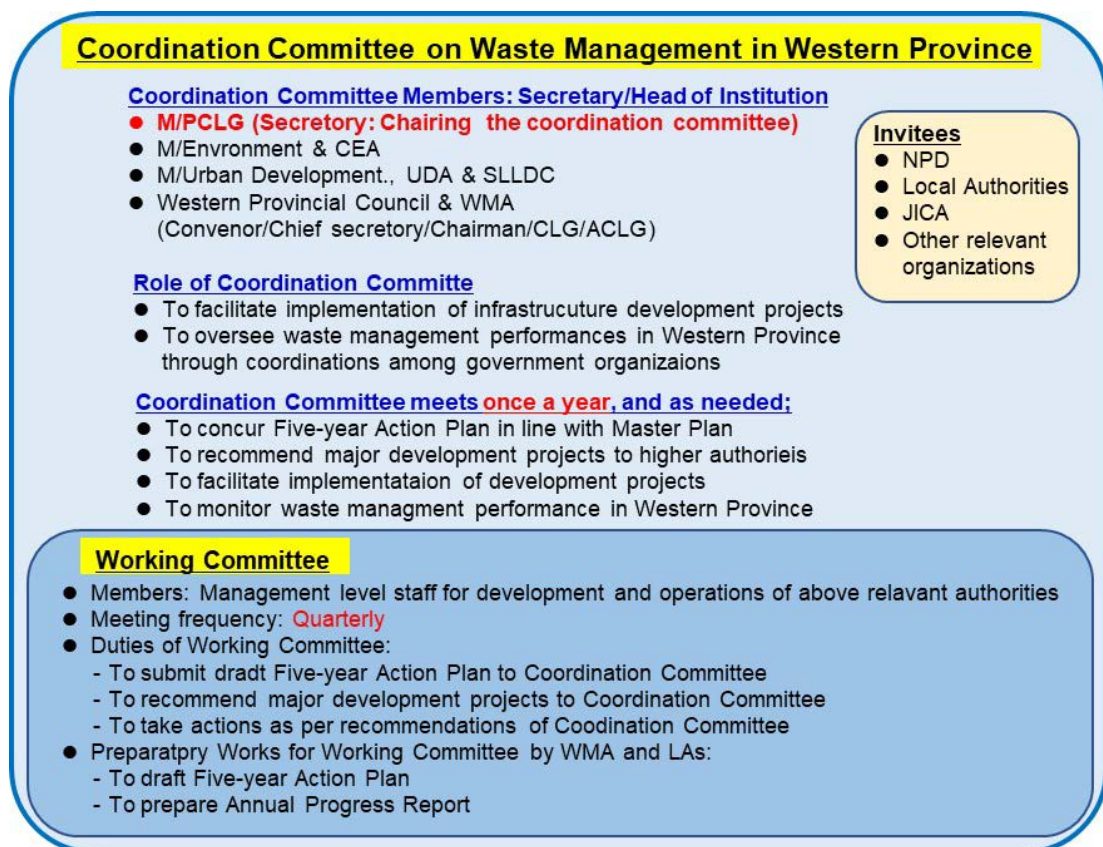 Coordination Committee on Waste Management in Western Province
Coordination Committee Members: Secretary/Head of Institution
● M/PCLG (Secretory: Chairing the coordination committee)
● M/Envronment & CEA
● M/Urban Development., UDA & SLLDC
● Western Provincial Council & WMA
(Convenor/Chief secretary/Chairman/CLG/ACLG)
Invitees
● NPD
● Local Authorities
● JICA
● Other relevant
organizations
Role of Coordination Committe
● To facilitate implementation of infrastrucuture development projects
● To oversee waste management performances in Western Province
through coordinations among government organizaions
Coordination Committee meets once a year, and as needed;
● To concur Five-year Action Plan in line with Master Plan
● To recommend major development projects to higher authorieis
● To facilitate implementataion of development projects
● To monitor waste managment performance in Western Province
Working Committee
● Members: Management level staff for development and operations of above relavant authorities
● Meeting frequency: Quarterly
● Duties of Working Committee:
- To submit dradt Five-year Action Plan to Coordination Committee
- To recommend major development projects to Coordination Committee
- To take actions as per recommendations of Coodination Committee
● Preparatpry Works for Working Committee by WMA and LAs:
- To draft Five-year Action Plan
- To prepare Annual Progress Report